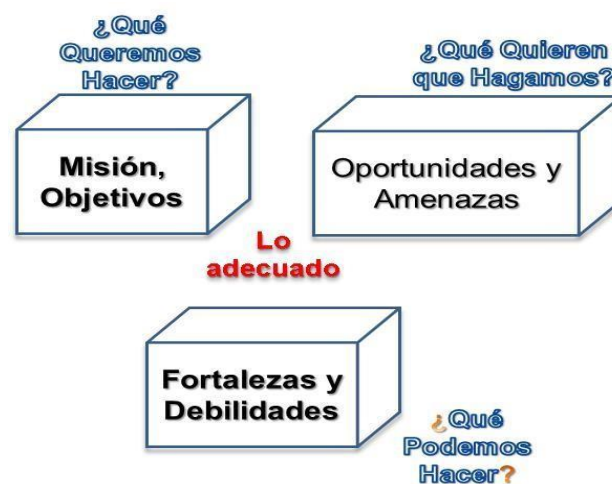 ¿Qué
Queremos
Hacer?
¿Qué Quieren
que Hagamos?
Misión,
Objetivos
Oportunidades y
Amenazas
Lo
adecuado
Fortalezas y
Debilidades
¿Qué
Podemos
Hacer?